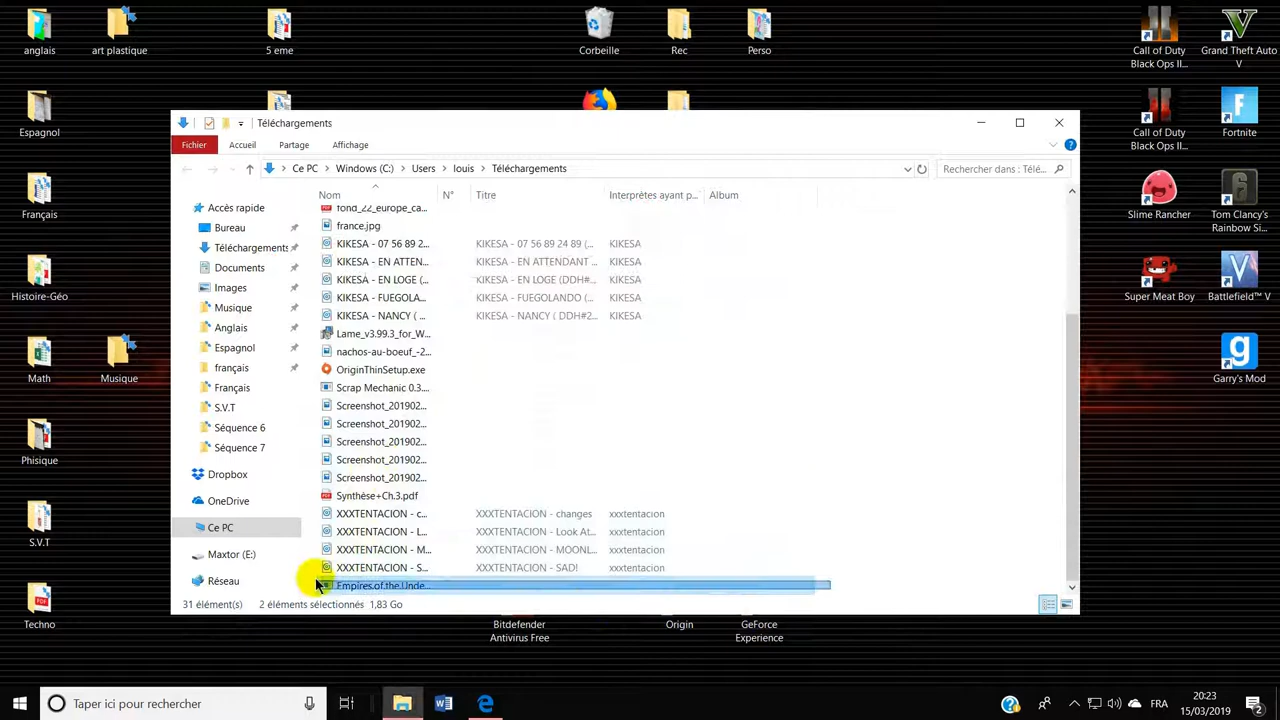 anglais
art plastique
5 eme
Corbeille
Rec
Perso
Call of Duty
Black Ops II...
Grand Theft Auto
V
Espagnol
Téléchargements
Call of Duty
Black Ops II...
Fortnite
Fichier Accueil Partage Affichage
Ce PC Windows (C:) Users louis Téléchargements
Rechercher dans : Télé...
Nom N° Titre Interprètes ayant p... Album
Français
Slime Rancher
Tom Clancy's
Rainbow Si...
Histoire-Géo
Super Meat Boy
Battlefield™ V
Math
Musique
Garry's Mod
Phisique
S.V.T
Techno
Accès rapide
Bureau
Téléchargements
Documents
Images
Musique
Anglais
Espagnol
français
Français
S.V.T
Séquence 6
Séquence 7
Dropbox
OneDrive
Ce PC
Maxtor (E:)
Réseau
fond_22_europe_ca...
france.jpg
KIKESA - 07 56 89 2... KIKESA - 07 56 89 24 89 (... KIKESA
KIKESA - EN ATTEN... KIKESA - EN ATTENDANT ... KIKESA
KIKESA - EN LOGE (... KIKESA - EN LOGE (DDH#... KIKESA
KIKESA - FUEGOLA... KIKESA - FUEGOLANDO (... KIKESA
KIKESA - NANCY ( ... KIKESA - NANCY ( DDH#2... KIKESA
Lame_v3.99.3_for_W...
nachos-au-boeuf_-2...
OriginThinSetup.exe
Scrap Mechanic 0.3....
Screenshot_201902...
Screenshot_201902...
Screenshot_201902...
Screenshot_201902...
Screenshot_201902...
Synthèse+Ch.3.pdf
XXXTENTACION - c... XXXTENTACION - changes xxxtentacion
XXXTENTACION - L... XXXTENTACION - Look At... xxxtentacion
XXXTENTACION - M... XXXTENTACION - MOONL... xxxtentacion
XXXTENTACION - S... XXXTENTACION - SAD! xxxtentacion
Empires of the Unde...
31 élément(s) 2 éléments sélectionnés 1,83 Go
Bitdefender
Antivirus Free
Origin
GeForce
Experience
Taper ici pour rechercher
FRA
20:23
15/03/2019
2